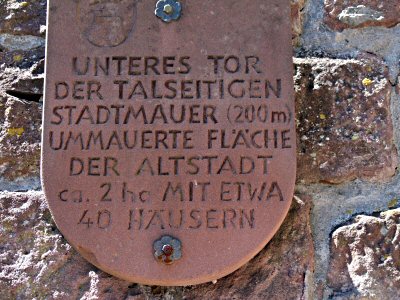 UNTERES TOR
DER TALSEITIGEN
STADTMAUER (200m)
UMMAUERTE FLÄCHE
DER ALTSTADT
ca. 2 ha MIT ETWA
40 HÄUSERN